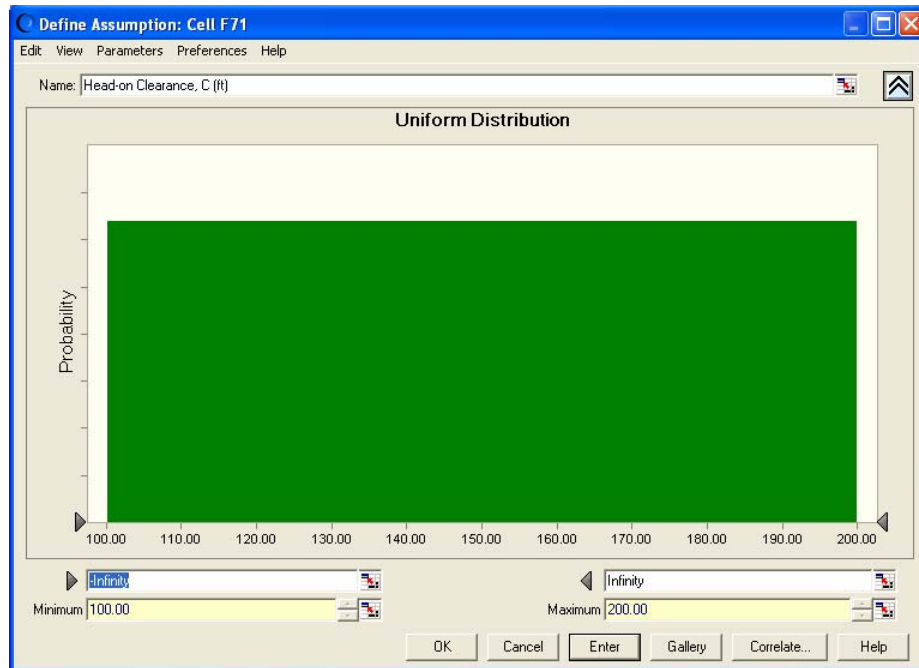 Define Assumption: Cell F71
Edit View Parameters Preferences Help
Name: Head-on Clearance, C (ft)
Uniform Distribution
Probability
100.00 110.00 120.00 130.00 140.00 150.00 160.00 170.00 180.00 190.00 200.00
-Infinity Infinity
Minimum 100.00 Maximum 200.00
OK Cancel Enter Gallery Correlate... Help